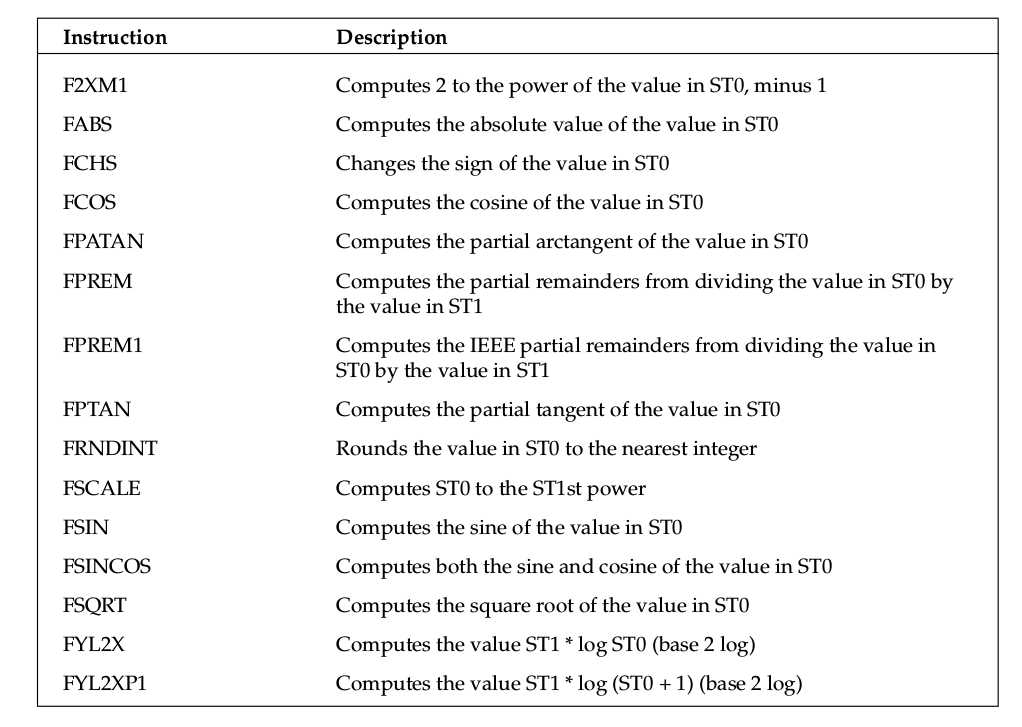 Instruction Description
F2XM1 Computes 2 to the power of the value in ST0, minus 1
FABS Computes the absolute value of the value in ST0
FCHS Changes the sign of the value in ST0
FCOS Computes the cosine of the value in ST0
FPATAN Computes the partial arctangent of the value in ST0
FPREM Computes the partial remainders from dividing the value in ST0 by
the value in ST1
FPREM1 Computes the IEEE partial remainders from dividing the value in
ST0 by the value in ST1
FPTAN Computes the partial tangent of the value in ST0
FRNDINT Rounds the value in ST0 to the nearest integer
FSCALE Computes ST0 to the ST1st power
FSIN Computes the sine of the value in ST0
FSINCOS Computes both the sine and cosine of the value in ST0
FSQRT Computes the square root of the value in ST0
FYL2X Computes the value ST1 * log ST0 (base 2 log)
FYL2XP1 Computes the value ST1 * log (ST0 + 1) (base 2 log)